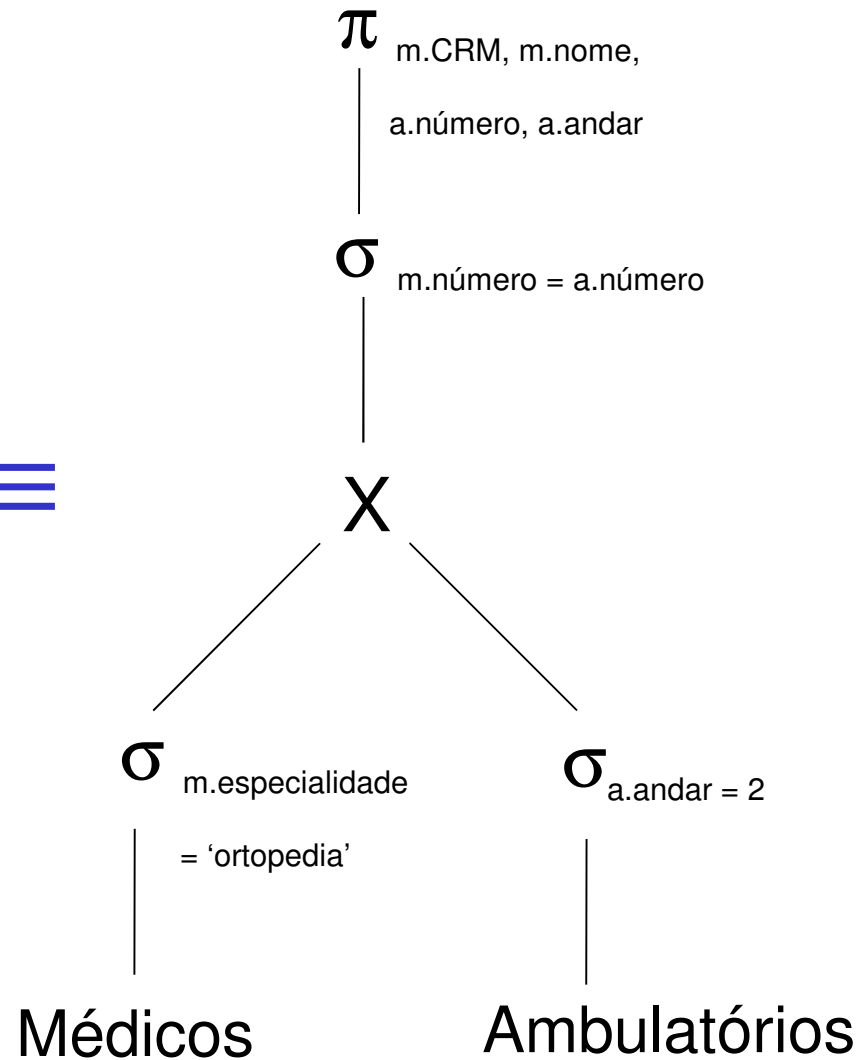 π m.CRM, m.nome,
a.número, a.andar
σ m.número = a.número
≡
X
σ m.especialidade
= ‘ortopedia’
σ a.andar = 2
Médicos
Ambulatórios